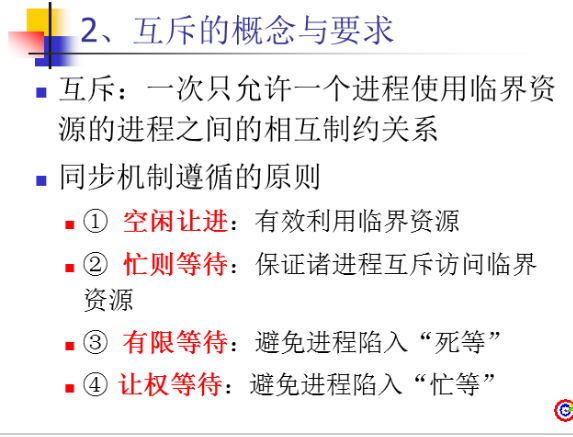 2、互斥的概念与要求
互斥：一次只允许一个进程使用临界资
源的进程之间的相互制约关系
同步机制遵循的原则
① 空闲让进：有效利用临界资源
② 忙则等待：保证诸进程互斥访问临界
资源
③ 有限等待：避免进程陷入“死等”
④ 让权等待：避免进程陷入“忙等”